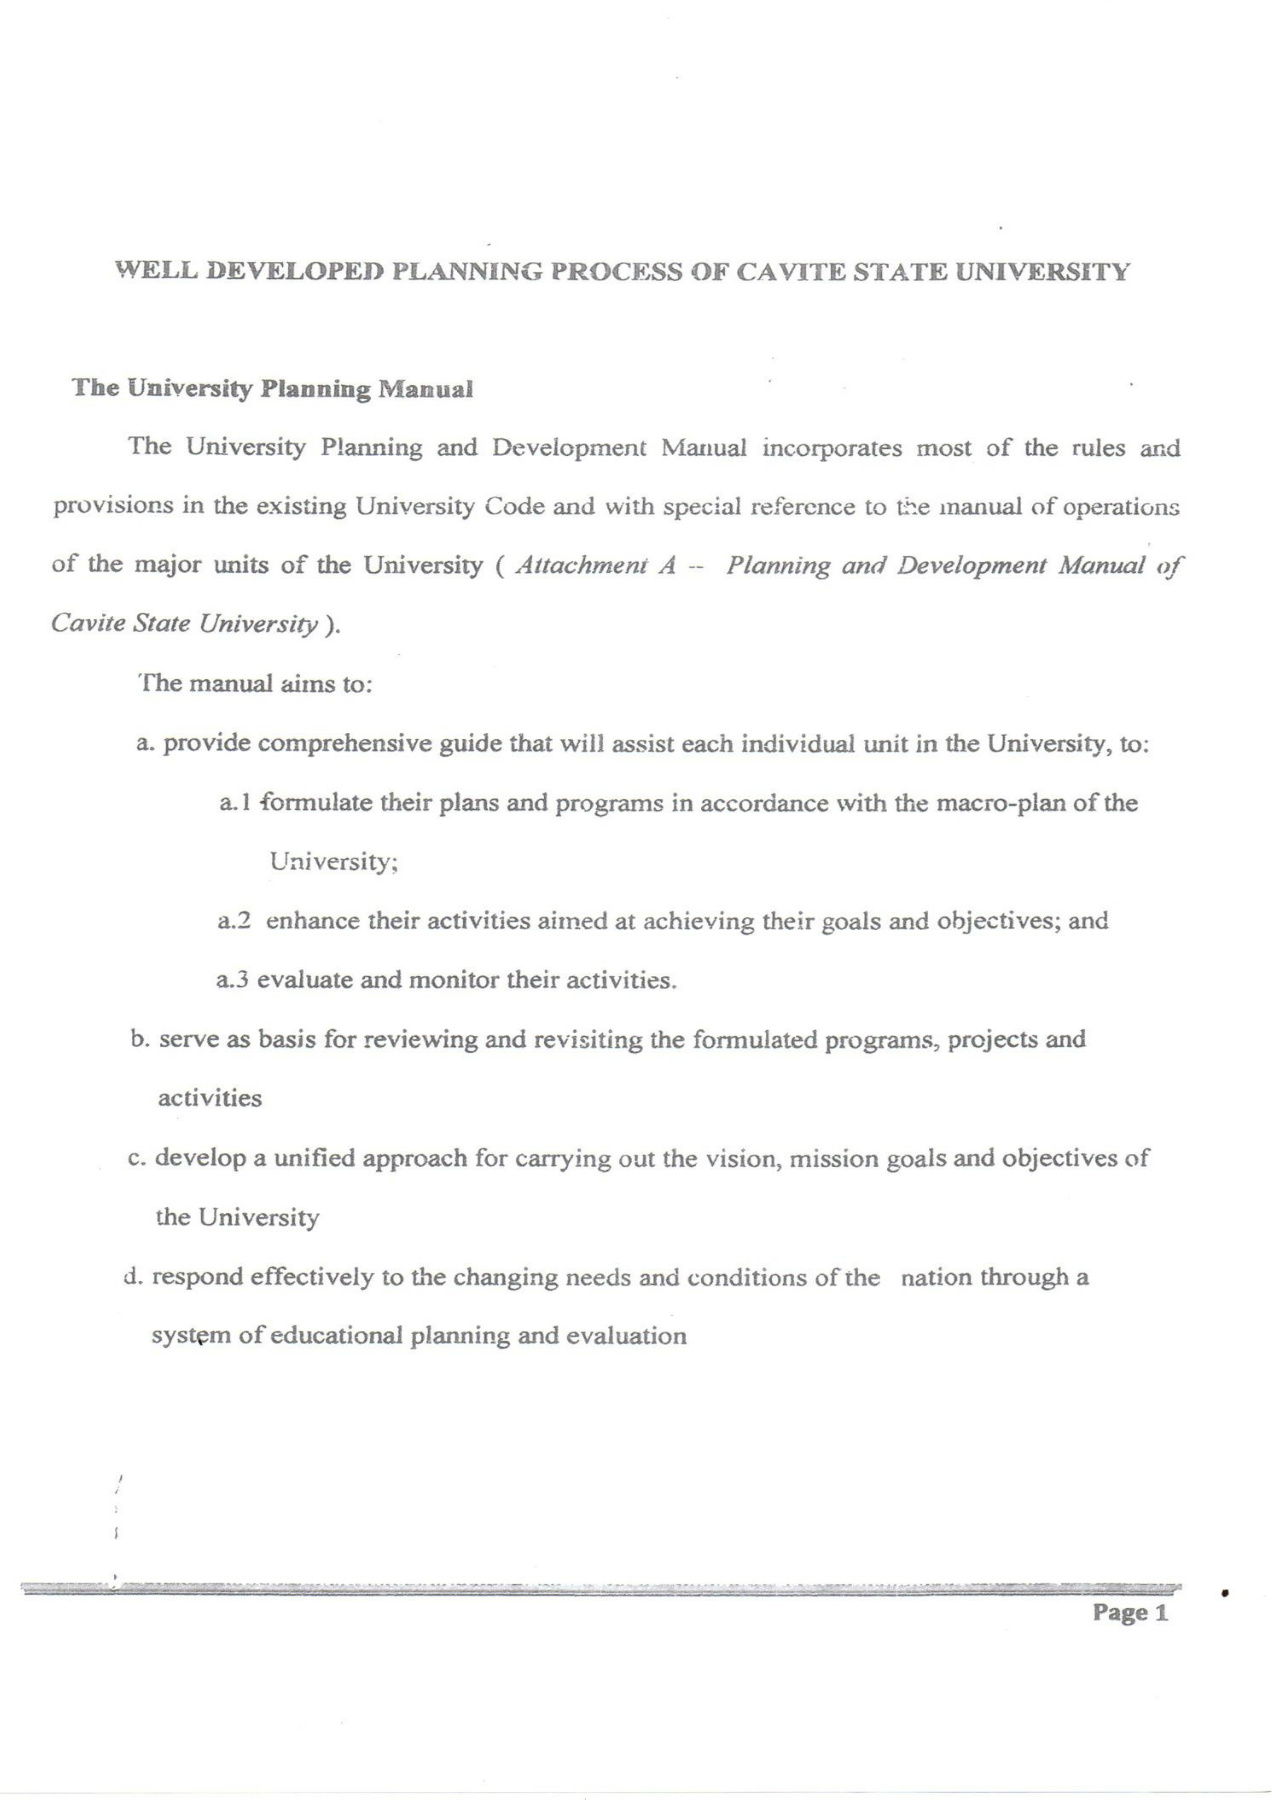 WELL DEVELOPED PLANNING PROCESS OF CAVITE STATE UNIVERSITY
The University Planning Manual
The University Planning and Development Manual incorporates most of the rules and
provisions in the existing University Code and with special reference to the manual of operations
of the major units of the University ( Attachment A -- Planning and Development Manual of
Cavite State University ).
The manual aims to:
a. provide comprehensive guide that will assist each individual unit in the University, to:
a.1 formulate their plans and programs in accordance with the macro-plan of the
University;
a.2 enhance their activities aimed at achieving their goals and objectives; and
a.3 evaluate and monitor their activities.
b. serve as basis for reviewing and revisiting the formulated programs, projects and
activities
c. develop a unified approach for carrying out the vision, mission goals and objectives of
the University
d. respond effectively to the changing needs and conditions of the nation through a
system of educational planning and evaluation
Page 1